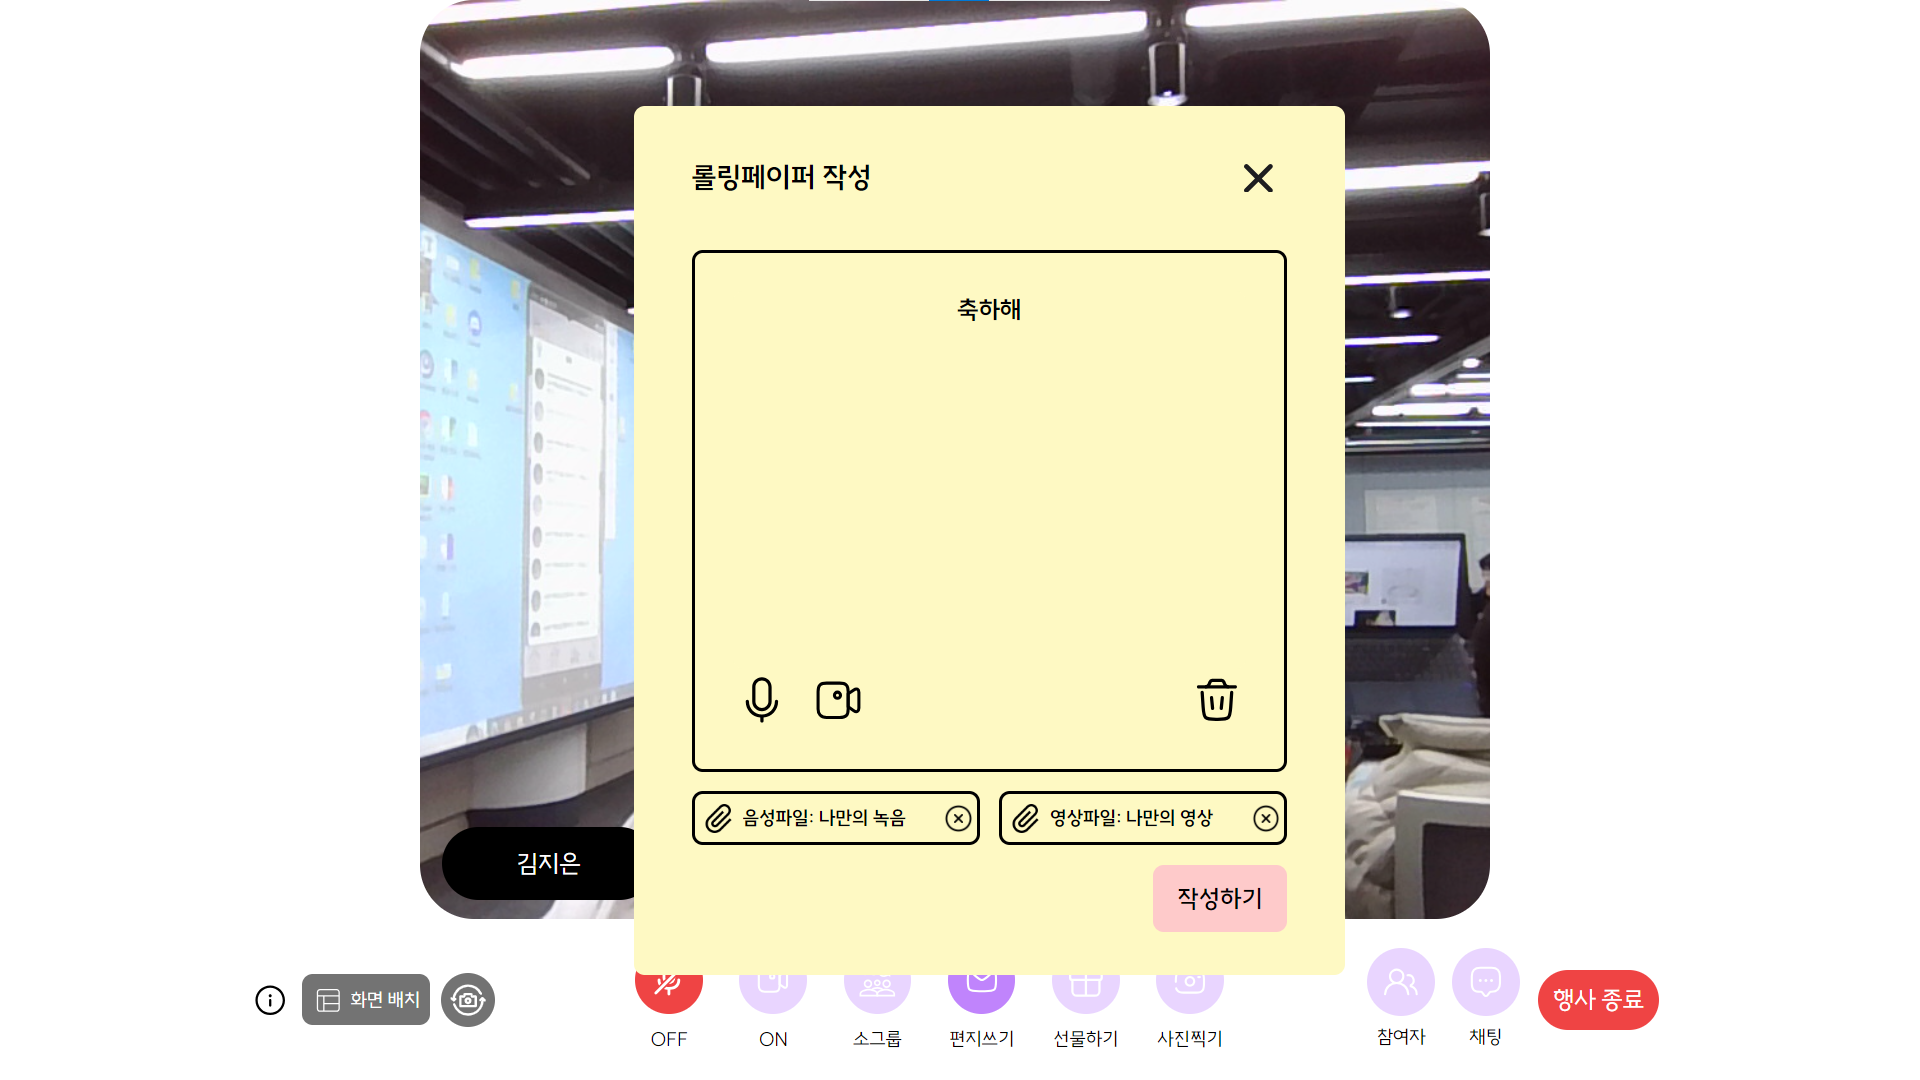 롤링페이퍼 작성
축하해
음성파일: 나만의 녹음
영상파일: 나만의 영상
작성하기
김지은
화면 배치
OFF
ON
소그룹
편지쓰기
선물하기
사진찍기
참여자
채팅
행사 종료